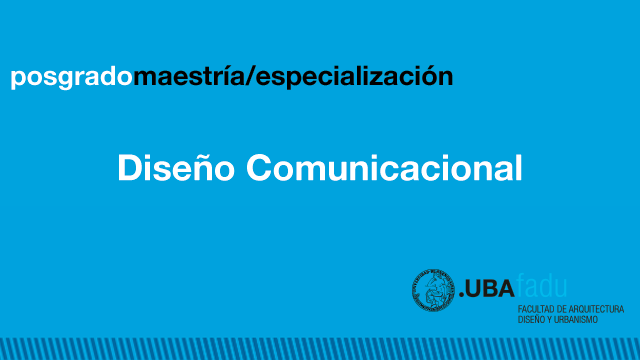 posgradomaestría/especialización
Diseño Comunicacional
.UBAfadu
FACULTAD DE ARQUITECTURA
DISEÑO Y URBANISMO